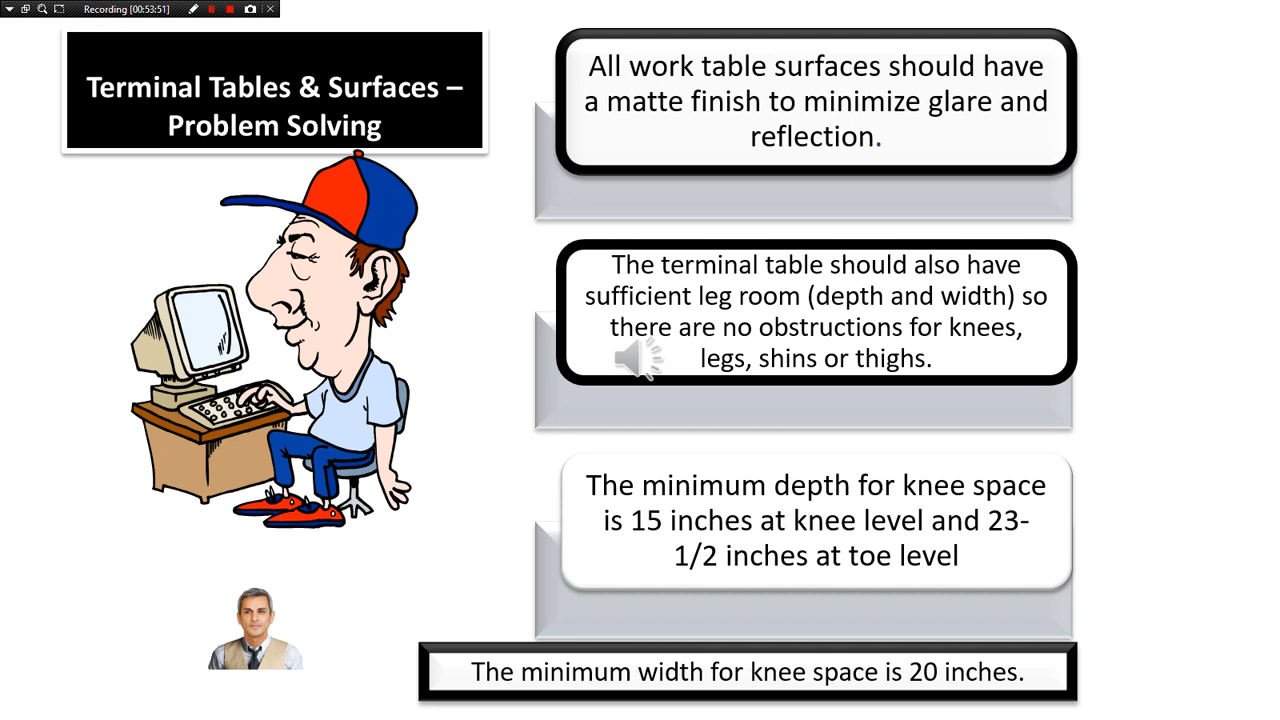 Recording [00:53:51]
Terminal Tables & Surfaces –
Problem Solving
All work table surfaces should have
a matte finish to minimize glare and
reflection.
The terminal table should also have
sufficient leg room (depth and width) so
there are no obstructions for knees,
legs, shins or thighs.
The minimum depth for knee space
is 15 inches at knee level and 23-
1/2 inches at toe level
The minimum width for knee space is 20 inches.